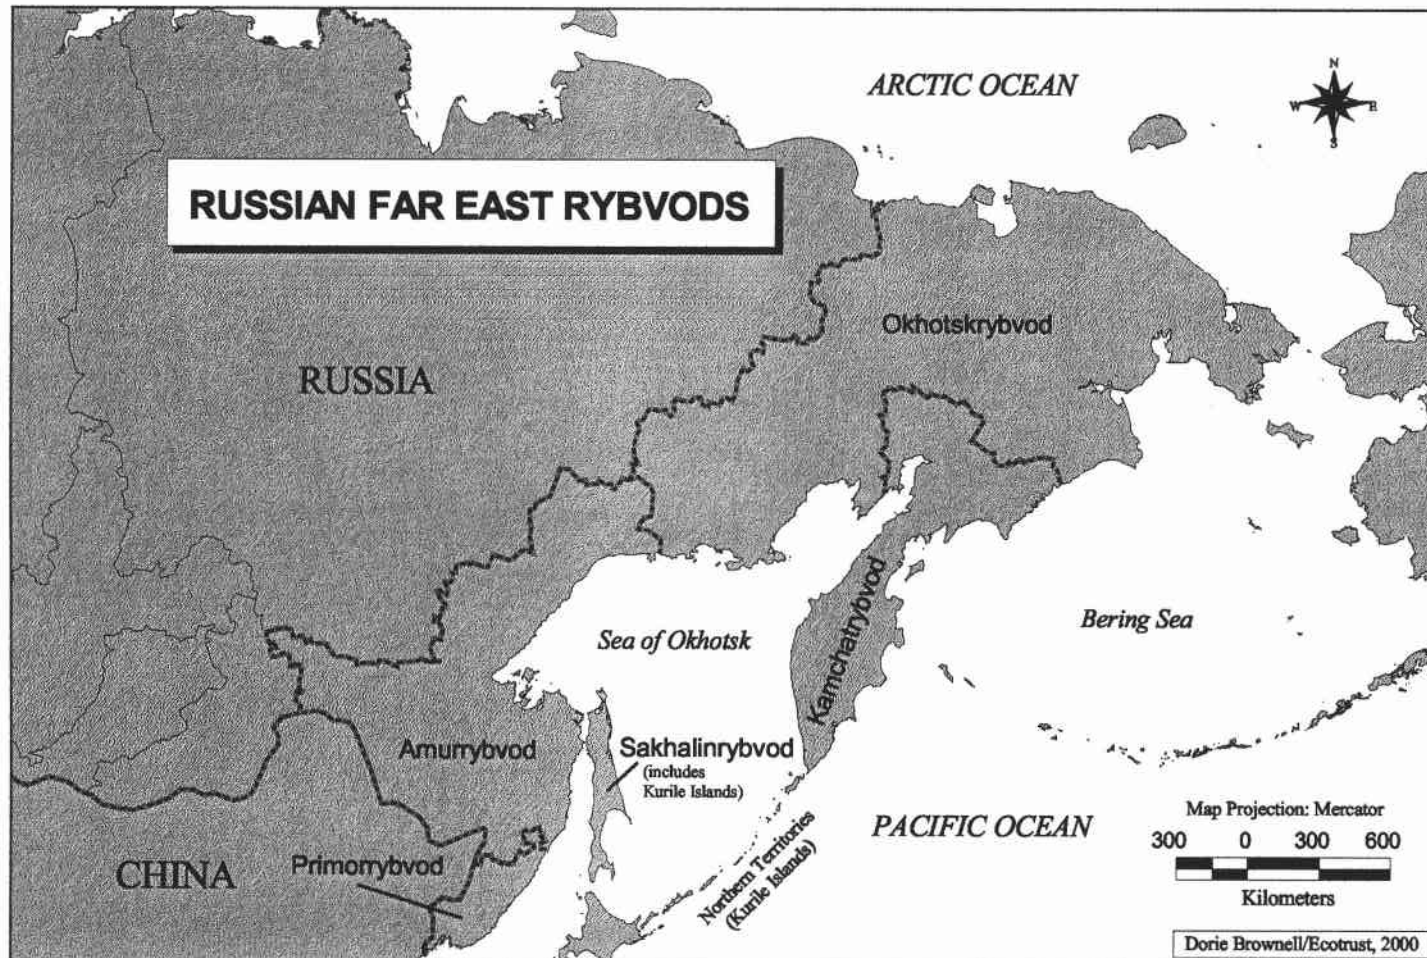 ARCTIC OCEAN
N
W E
S
RUSSIAN FAR EAST RYBVODS
Okhotskrybvod
RUSSIA
Kamchatrybvod
Sea of Okhotsk
Bering Sea
Amurrybvod
Sakhalinrybvod
(includes
Kurile Islands)
Northern Territories
(Kurile Islands)
PACIFIC OCEAN
Primorrybvod
CHINA
Map Projection: Mercator
300 0 300 600
Kilometers
Dorie Brownell/Ecotrust, 2000